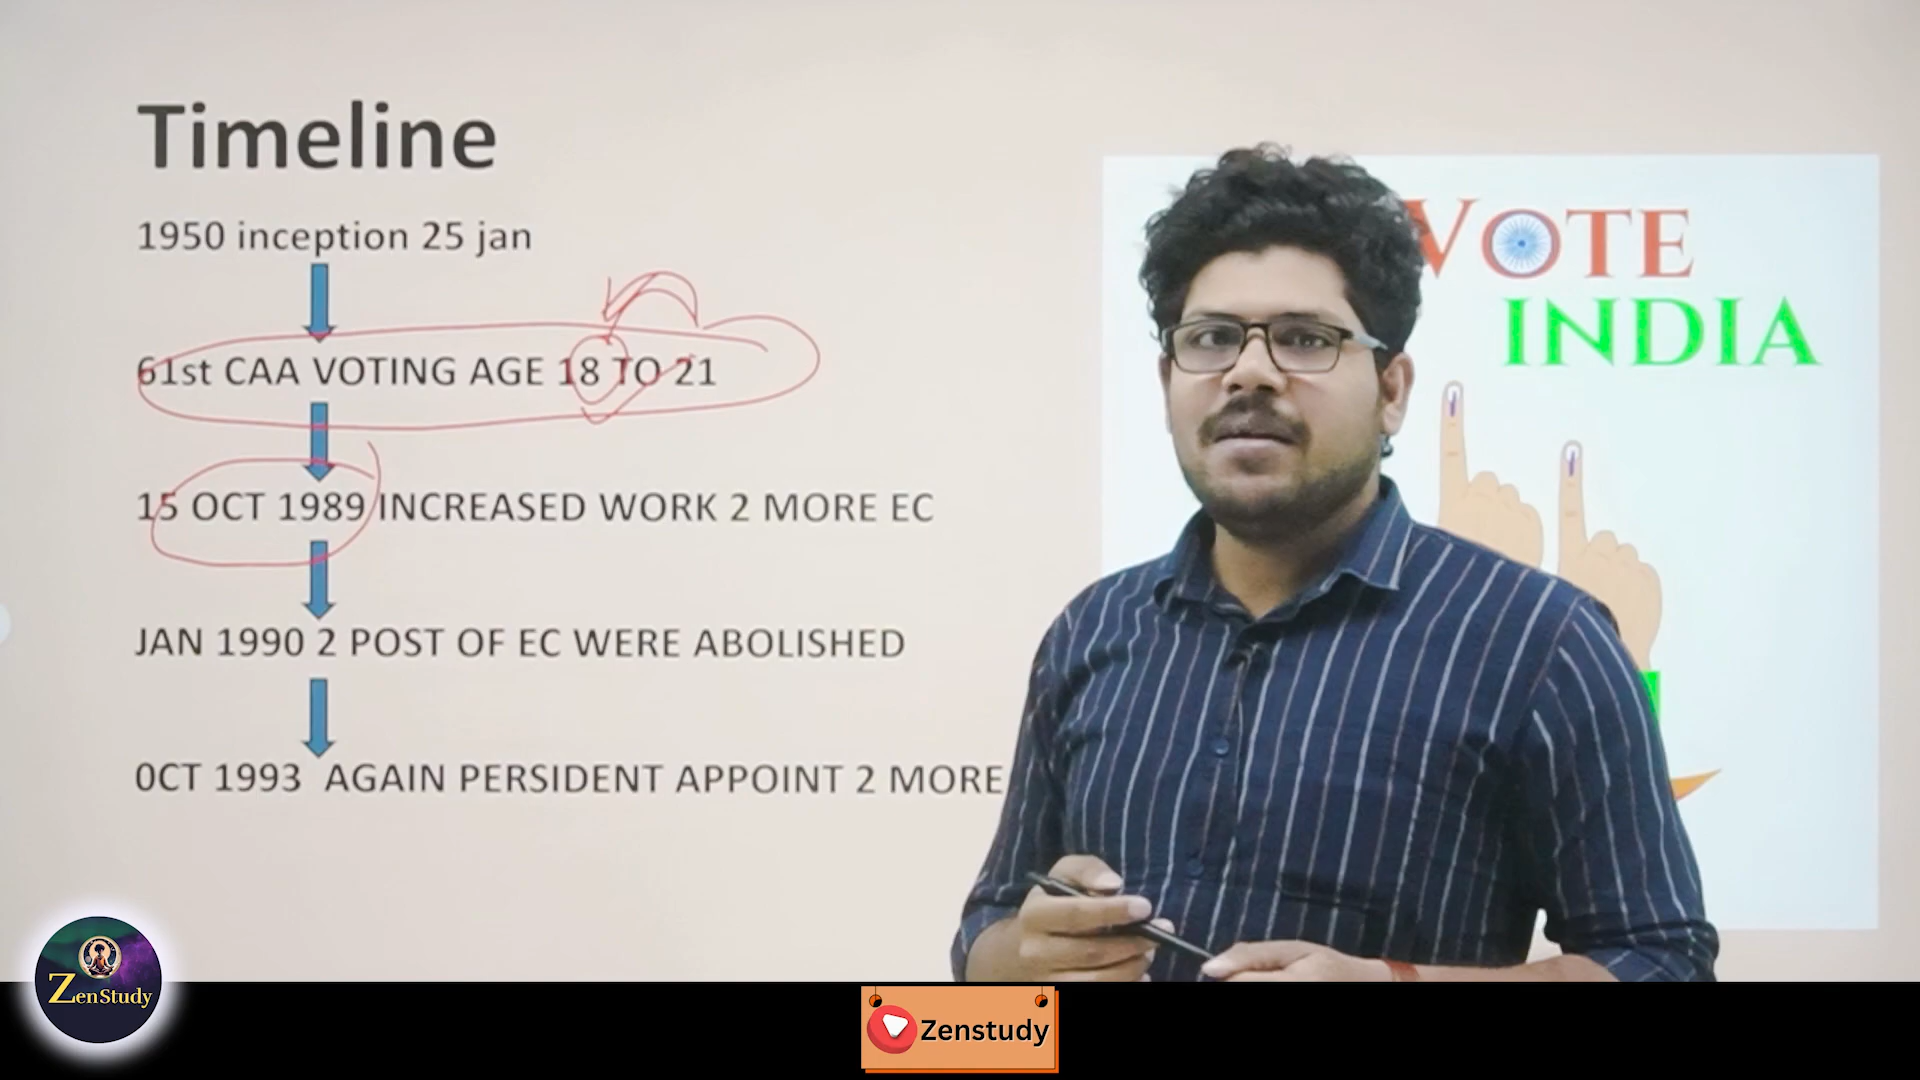 Timeline
1950 inception 25 jan
61st CAA VOTING AGE 18 TO 21
15 OCT 1989 INCREASED WORK 2 MORE EC
JAN 1990 2 POST OF EC WERE ABOLISHED
0CT 1993 AGAIN PERSIDENT APPOINT 2 MORE
VOTE
INDIA
ZenStudy
Zenstudy